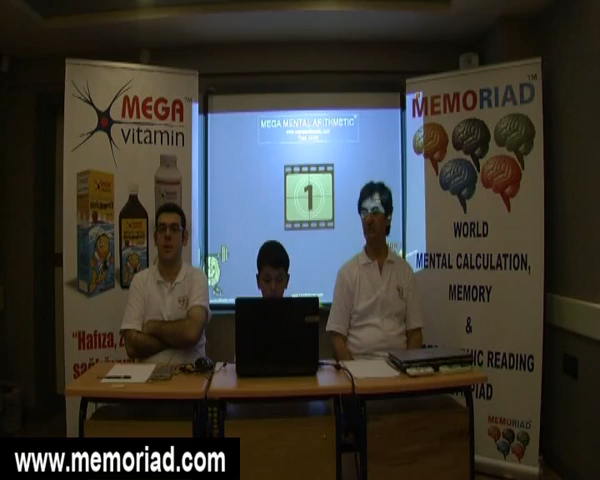 MEGA
vitamin
MEGA MENTAL ARITHMETIC
1
MEMORIAD
WORLD
MENTAL CALCULATION,
MEMORY
&
READING
"Hafıza,
MEMORIAD
www.memoriad.com